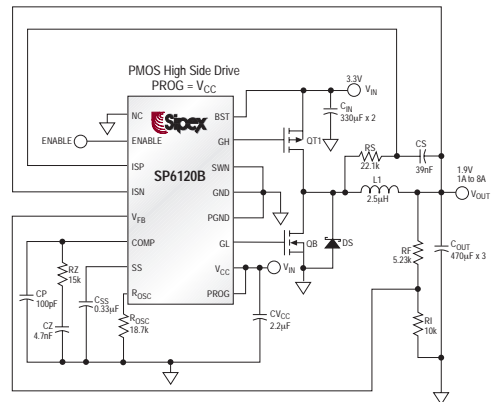 PMOS High Side Drive
PROG = VCC
Sipex
SP6120B
NC
ENABLE
ISP
ISN
VFB
COMP
SS
ROSC
BST
GH
SWN
GND
PGND
GL
VCC
PROG
ENABLE
3.3V
VIN
CIN
330μF x 2
QT1
RS
22.1k
CS
39nF
L1
2.5μH
1.9V
1A to 8A
VOUT
QB
DS
RF
5.23k
COUT
470μF x 3
RI
10k
VIN
CVCC
2.2μF
CP
100pF
RZ
15k
CZ
4.7nF
CSS
0.33μF
ROSC
18.7k